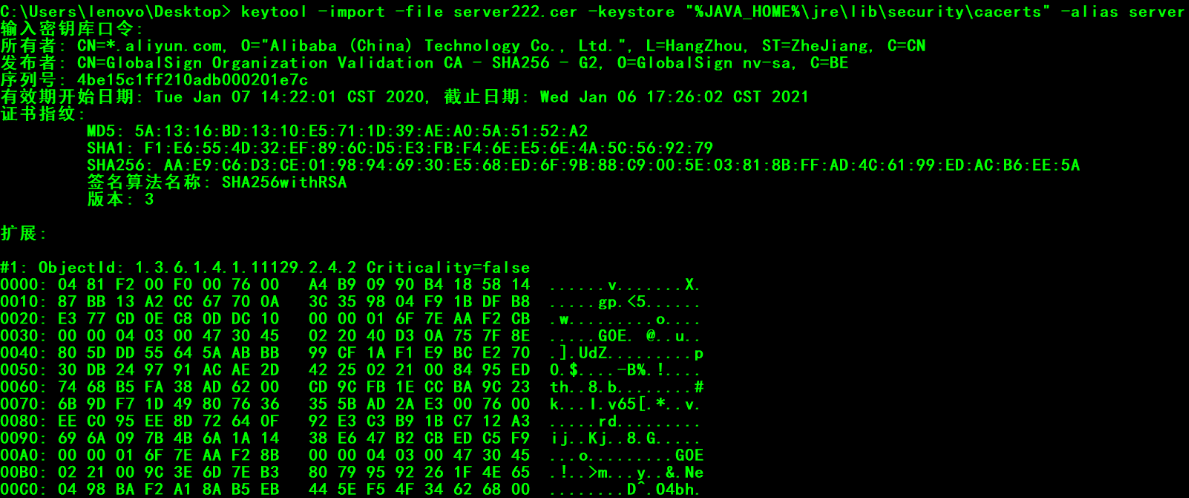 C:\Users\lenovo\Desktop> keytool -import -file server222.cer -keystore "%JAVA_HOME%\jre\lib\security\cacerts" -alias server
输入密钥库口令:
所有者: CN=*.aliyun.com, O="Alibaba (China) Technology Co., Ltd.", L=HangZhou, ST=ZheJiang, C=CN
发布者: CN=GlobalSign Organization Validation CA - SHA256 - G2, O=GlobalSign nv-sa, C=BE
序列号: 4be15c1ff210adb000201e7c
有效期开始日期: Tue Jan 07 14:22:01 CST 2020, 截止日期: Wed Jan 06 17:26:02 CST 2021
证书指纹:
MD5: 5A:13:16:BD:13:10:E5:71:1D:39:AE:A0:5A:51:52:A2
SHA1: F1:E6:55:4D:32:EF:89:6C:D5:E3:FB:F4:6E:E5:6E:4A:5C:56:92:79
SHA256: AA:E9:C6:D3:CE:01:98:94:69:30:E5:68:ED:6F:9B:88:C9:00:5E:03:81:8B:FF:AD:4C:61:99:ED:AC:B6:EE:5A
签名算法名称: SHA256withRSA
版本: 3
扩展:
#1: ObjectId: 1.3.6.1.4.1.11129.2.4.2 Criticality=false
0000: 04 81 F2 00 F0 00 76 00   A4 B9 09 90 B4 18 58 14  ......v.......X.
0010: 87 BB 13 A2 CC 67 70 0A   3C 35 98 04 F9 1B DF B8  .....gp.<5......
0020: E3 77 CD 0E C8 0D DC 10   00 00 01 6F 7E AA F2 CB  .w.........o....
0030: 00 00 04 03 00 47 30 45   02 20 40 D3 0A 75 7F 8E  .....G0E. @..u..
0040: 80 5D DD 55 64 5A AB BB   99 CF 1A F1 E9 BC E2 70  .].UdZ.........p
0050: 30 DB 24 97 91 AC AE 2D   42 25 02 21 00 84 95 ED  0.$....-B%.!....
0060: 74 68 B5 FA 38 AD 62 00   CD 9C FB 1E CC BA 9C 23  th..8.b........#
0070: 6B 9D F7 1D 49 80 76 36   35 5B AD 2A E3 00 76 00  k...I.v65[.*..v.
0080: EE C0 95 EE 8D 72 64 0F   92 E3 C3 B9 1B C7 12 A3  .....rd.........
0090: 69 6A 09 7B 4B 6A 1A 14   38 E6 47 B2 CB ED C5 F9  ij..Kj..8.G.....
00A0: 00 00 01 6F 7E AA F2 8B   00 00 04 03 00 47 30 45  ...o.........G0E
00B0: 02 21 00 9C 3E 6D 7E B3   80 79 95 92 26 1F 4E 65  .!..>m...y..&.Ne
00C0: 04 98 BA F2 A1 8A B5 EB   44 5E F5 4F 34 62 68 00  ........D^.O4bh.